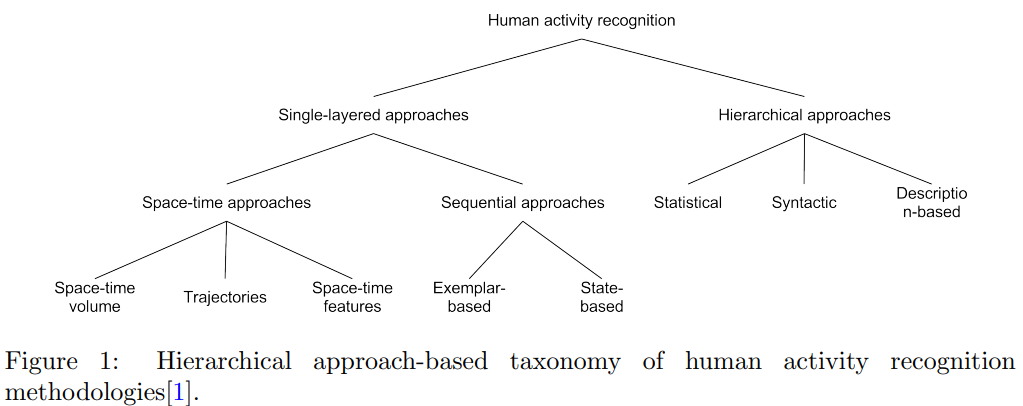 Human activity recognition
Single-layered approaches
Hierarchical approaches
Space-time approaches
Sequential approaches
Statistical
Syntactic
Descriptio
n-based
Space-time
volume
Trajectories
Space-time
features
Exemplar-
based
State-
based
Figure 1: Hierarchical approach-based taxonomy of human activity recognition
methodologies[1].